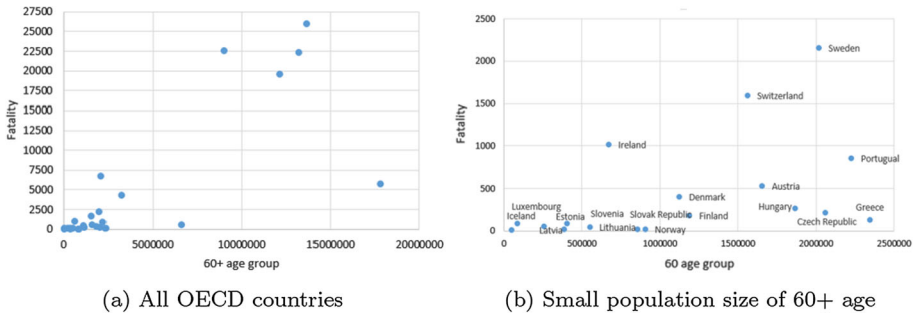 27500
25000
22500
20000
17500
15000
12500
10000
7500
5000
2500
0
Fatality
0 5000000 10000000 15000000 20000000
60+ age group
(a) All OECD countries
2500
2000
1500
1000
500
0
Fatality
Sweden
Switzerland
Ireland
Portugual
Austria
Denmark
Luxembourg
Hungary
Greece
Iceland
Estonia
Slovenia
Slovak Republic
Finland
Czech Republic
Latvia
Lithuania
Norway
0 500000 1000000 1500000 2000000 2500000
60 age group
(b) Small population size of 60+ age